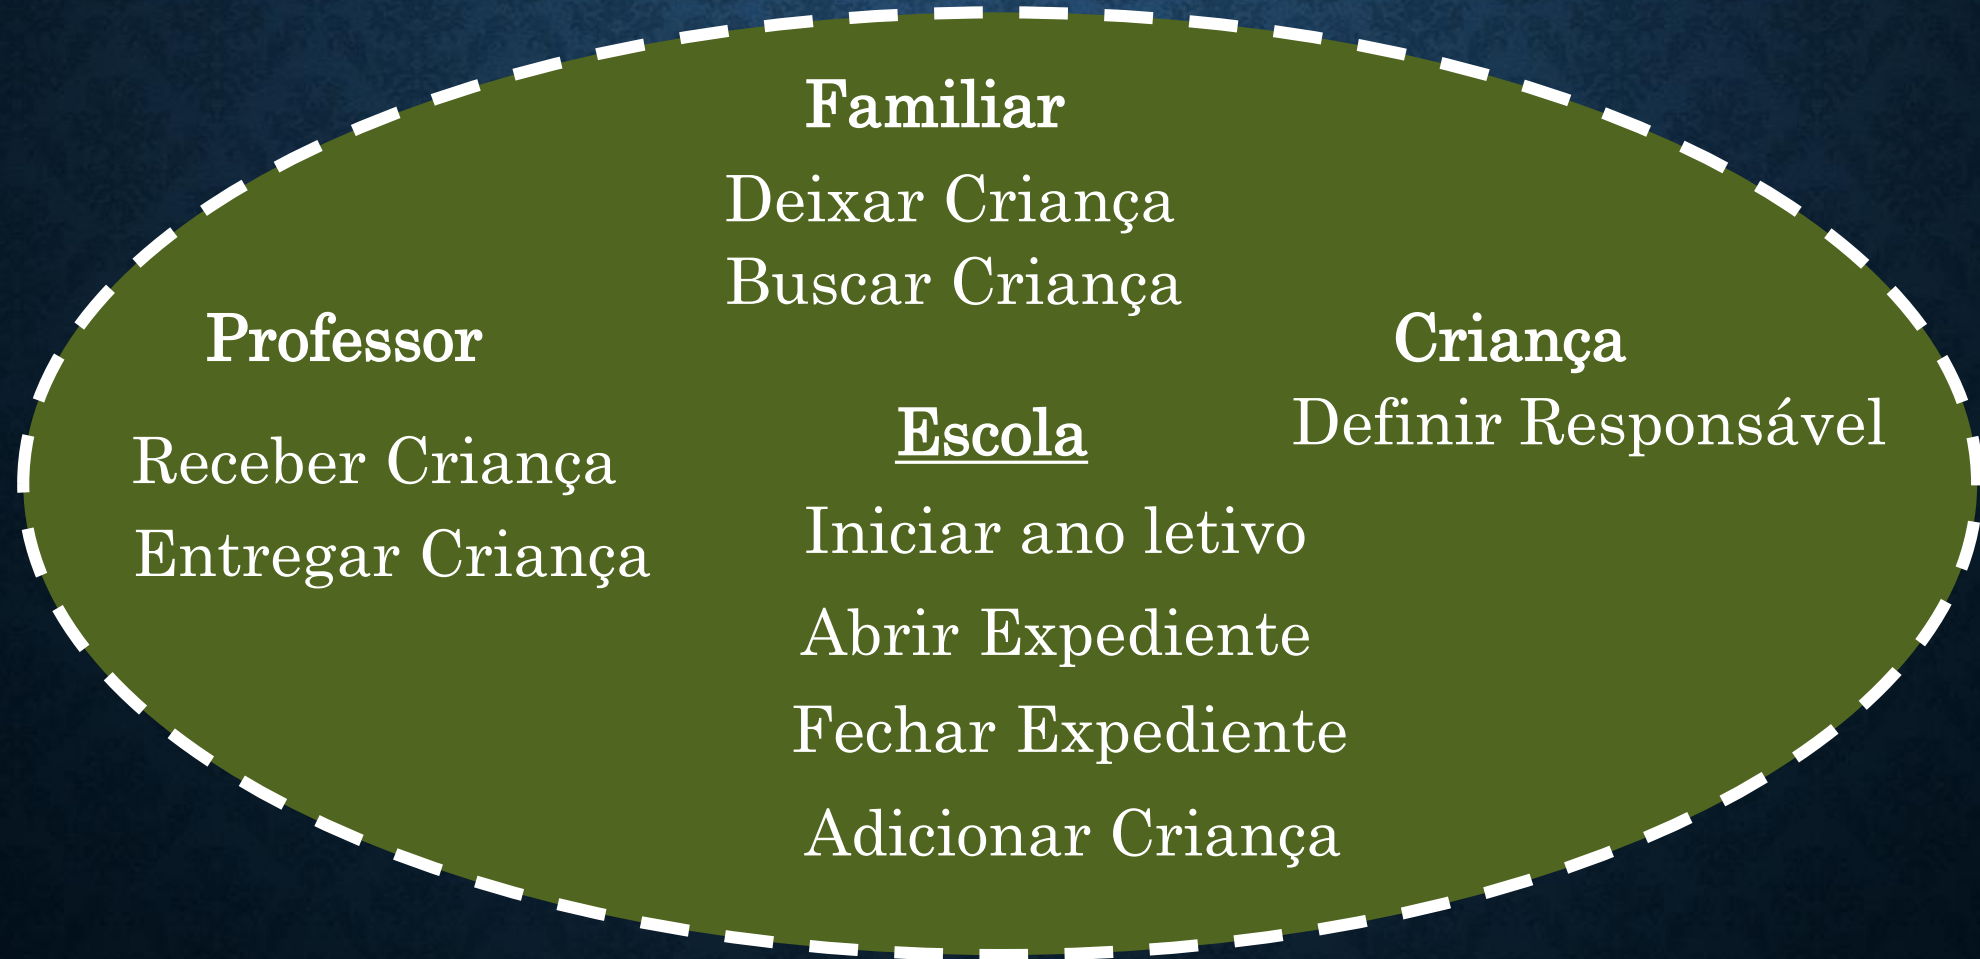 Familiar
Deixar Criança
Buscar Criança
Professor
Receber Criança
Entregar Criança
Criança
Definir Responsável
Escola
Iniciar ano letivo
Abrir Expediente
Fechar Expediente
Adicionar Criança